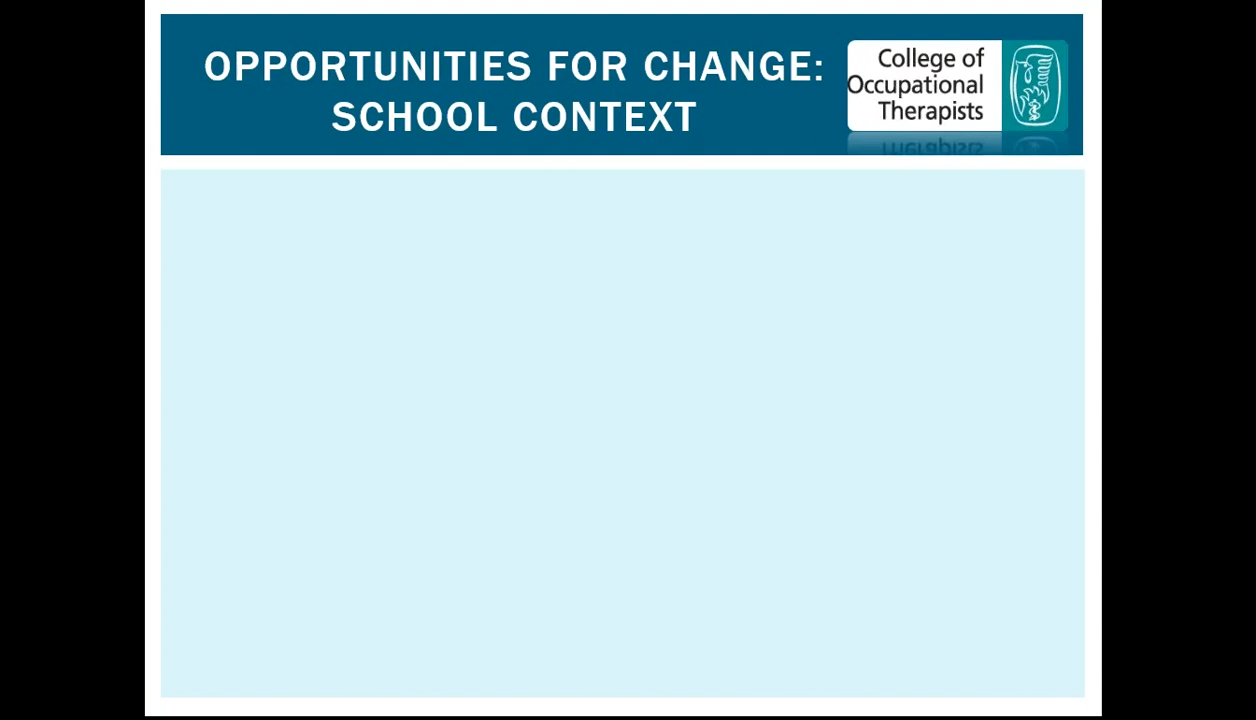 OPPORTUNITIES FOR CHANGE:
SCHOOL CONTEXT
College of
Occupational
Therapists